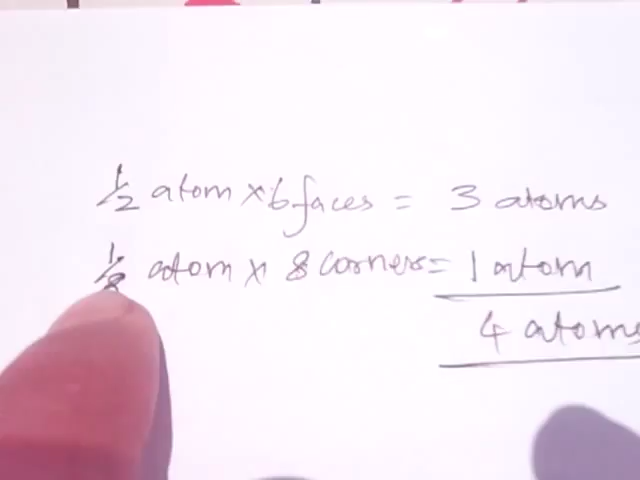 1/2 atom × 6 faces = 3 atoms
1/8 atom × 8 corners = 1 atom
4 atoms